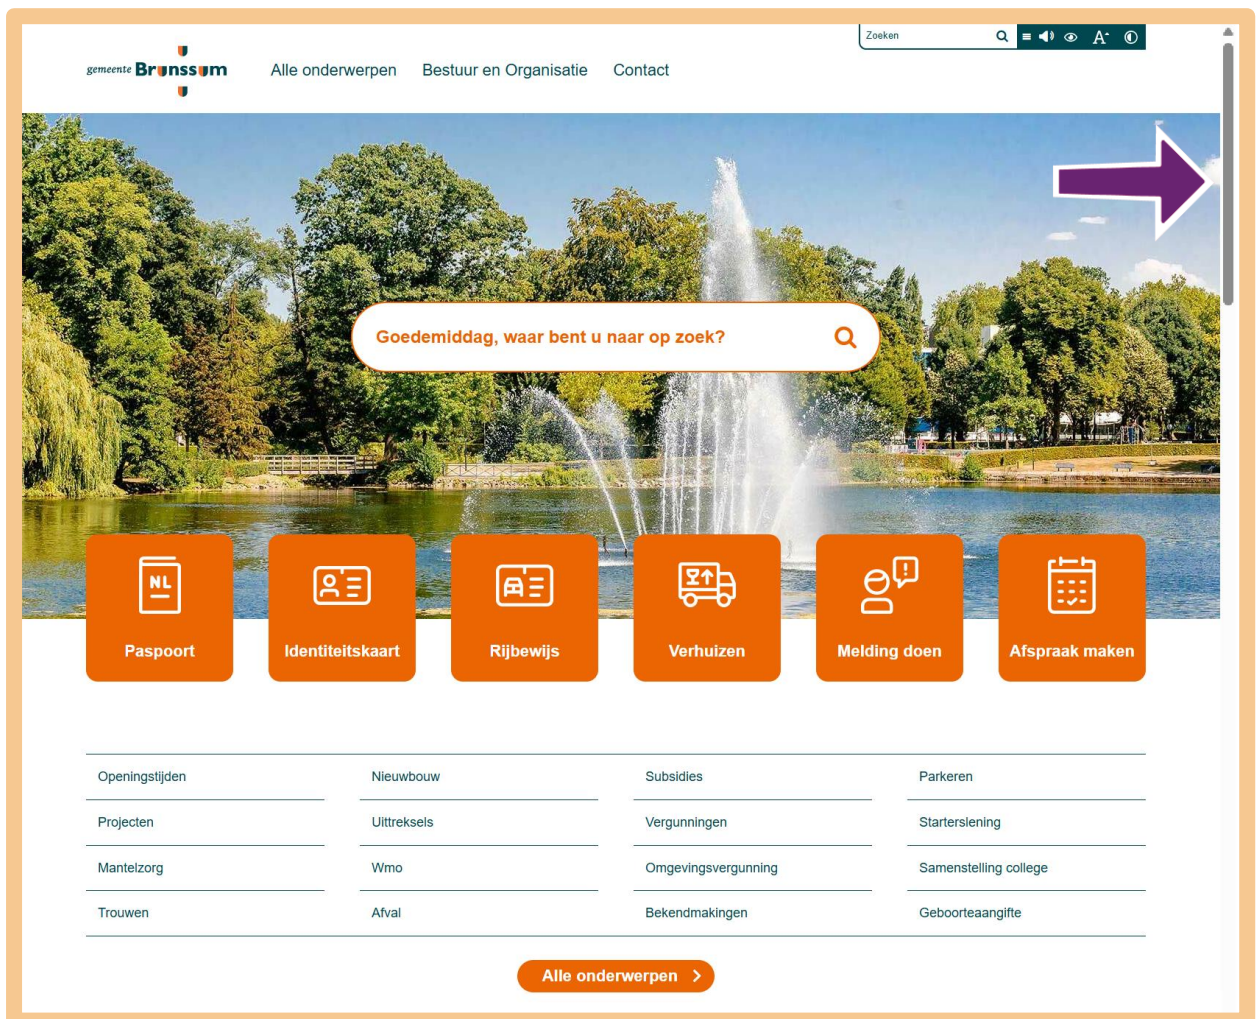 Zoeken
A
gemeente Brunssum
Alle onderwerpen
Bestuur en Organisatie
Contact
Goedemiddag, waar bent u naar op zoek?
NL
Paspoort
Identiteitskaart
Rijbewijs
Verhuizen
Melding doen
Afspraak maken
Openingstijden
Nieuwbouw
Subsidies
Parkeren
Projecten
Uittreksels
Vergunningen
Starterslening
Mantelzorg
Wmo
Omgevingsvergunning
Samenstelling college
Trouwen
Afval
Bekendmakingen
Geboorteaangifte
Alle onderwerpen